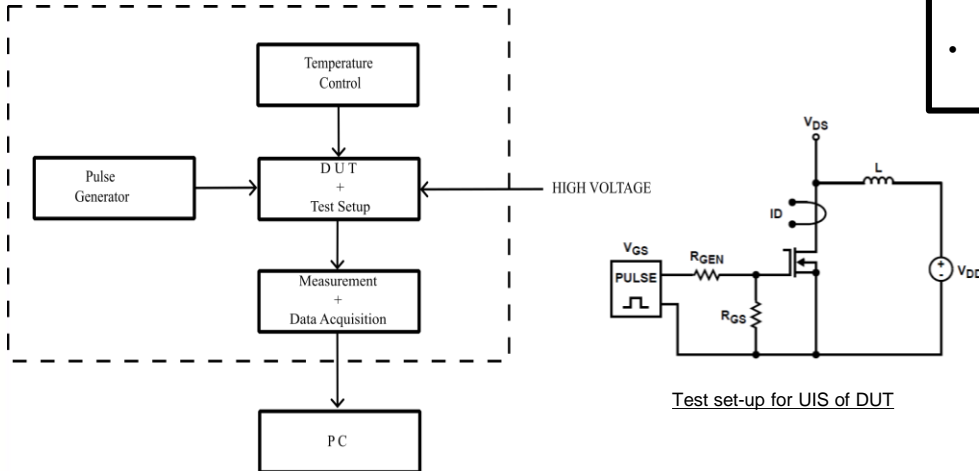 Temperature
Control
Pulse
Generator
D U T
+
Test Setup
HIGH VOLTAGE
Measurement
+
Data Acquisition
P C
•
VDS
L
ID
VGS
RGEN
PULSE
RGS
+
-
VDD
Test set-up for UIS of DUT